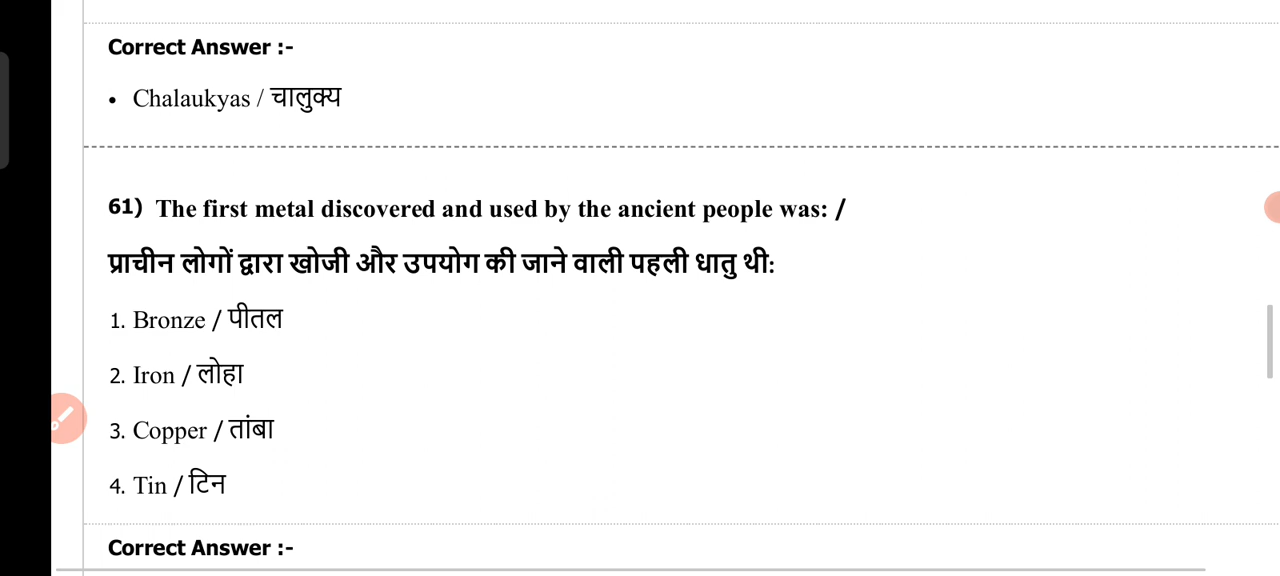 Correct Answer :-
• Chalaukyas / चालुक्य
61) The first metal discovered and used by the ancient people was: /
प्राचीन लोगों द्वारा खोजी और उपयोग की जाने वाली पहली धातु थी:
1. Bronze / पीतल
2. Iron / लोहा
3. Copper / तांबा
4. Tin / टिन
Correct Answer :-